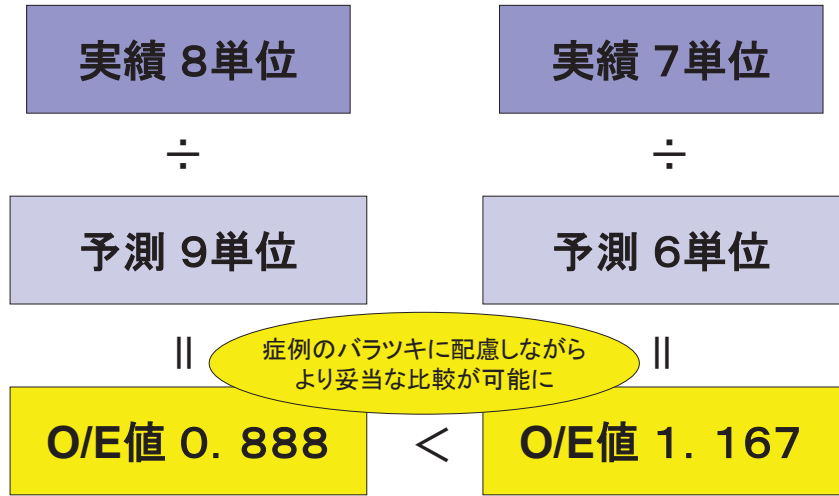 実績 8単位
実績 7単位
÷
÷
予測 9単位
予測 6単位
||
症例のバラツキに配慮しながら
より妥当な比較が可能に
||
O/E値 0. 888
<
O/E値 1. 167